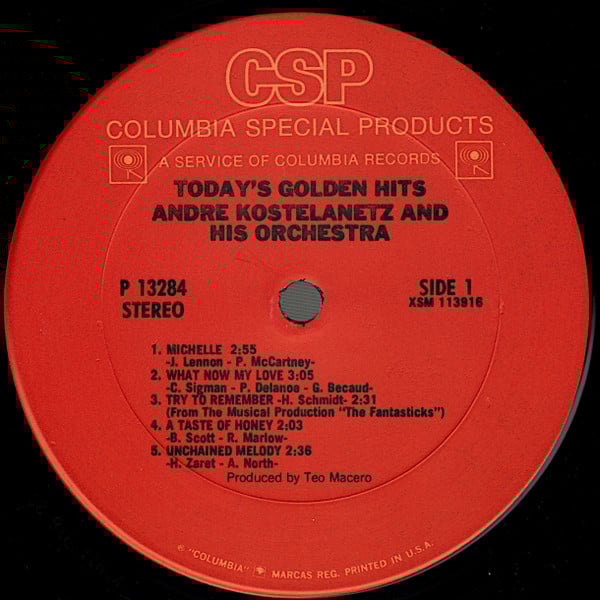 CSP
COLUMBIA SPECIAL PRODUCTS
A SERVICE OF COLUMBIA RECORDS
TODAY'S GOLDEN HITS
ANDRE KOSTELANETZ AND
HIS ORCHESTRA
P 13284
STEREO
SIDE 1
XSM 113916
1. MICHELLE 2:55
-J. Lennon - P. McCartney-
2. WHAT NOW MY LOVE 3:05
-C. Sigman - P. Delanoe - G. Becaud-
3. TRY TO REMEMBER -H. Schmidt- 2:31
(From The Musical Production "The Fantasticks")
4. A TASTE OF HONEY 2:03
-B. Scott - R. Marlow-
5. UNCHAINED MELODY 2:36
-H. Zaret - A. North-
Produced by Teo Macero
® "COLUMBIA" MARCAS REG. PRINTED IN U.S.A.